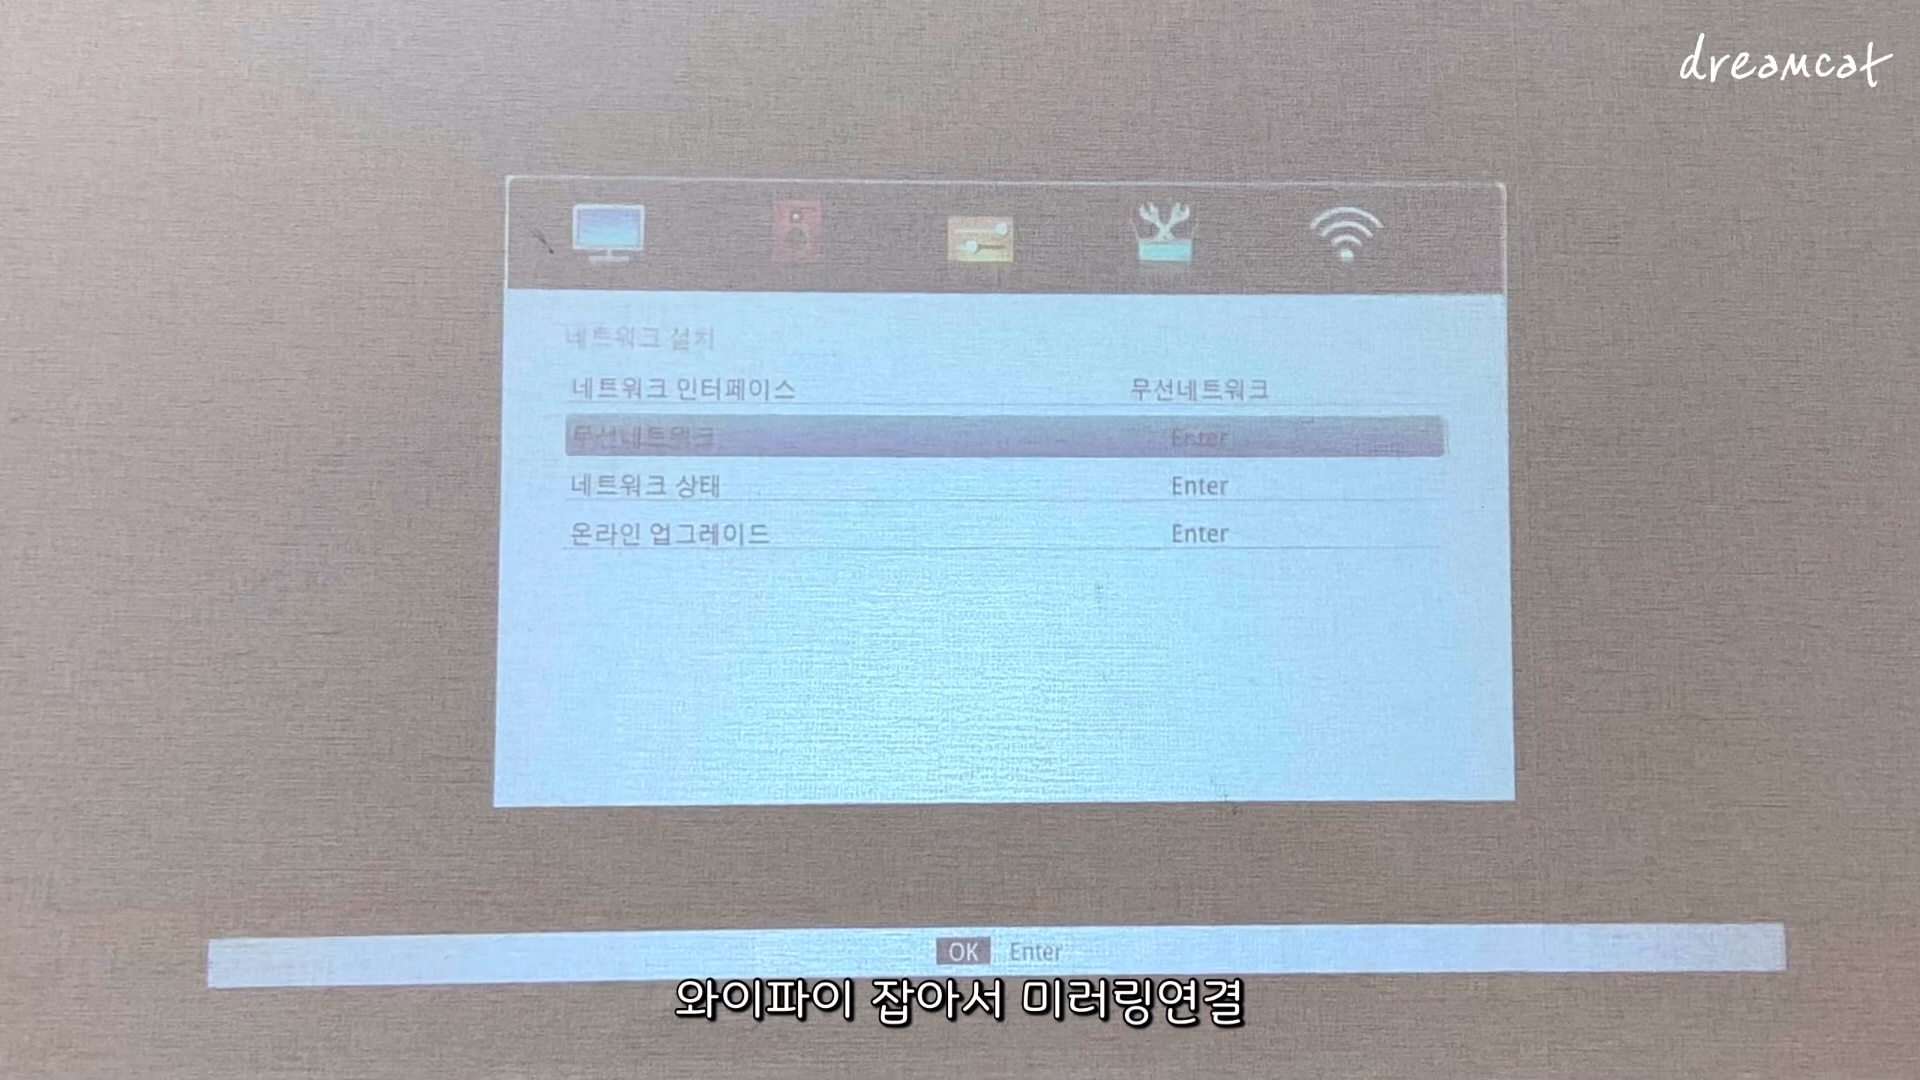 dreamcat
네트워크 설치
네트워크 인터페이스 무선네트워크
무선네트워크 Enter
네트워크 상태 Enter
온라인 업그레이드 Enter
OK Enter
와이파이 잡아서 미러링연결